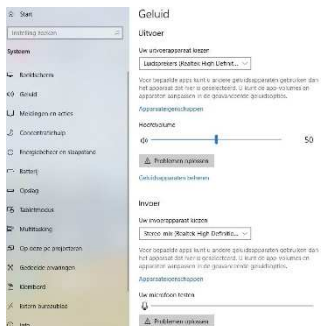 Start
Instelling zoeken
Systeem
Beeldscherm
Geluid
Meldingen en acties
Concentratiehulp
Energiebeheer en slaapstand
Batterij
Opslag
Tabletmodus
Multitasking
Op deze pc projecteren
Gedeelde ervaringen
Klembord
Extern bureaublad
Info
Geluid
Uitvoer
Uw uitvoerapparaat kiezen
Luidsprekers (Realtek High Definit...
Voor bepaalde apps kunt u andere geluidsapparaten gebruiken dan
het apparaat dat hier is geselecteerd. U kunt de app-volumes en
apparaten aanpassen in de geavanceerde geluidsopties.
Apparaateigenschappen
Hoofdvolume
50
Problemen oplossen
Geluidsapparaten beheren
Invoer
Uw invoerapparaat kiezen
Stereo mix (Realtek High Definitio...
Voor bepaalde apps kunt u andere geluidsapparaten gebruiken dan
het apparaat dat hier is geselecteerd. U kunt de app-volumes en
apparaten aanpassen in de geavanceerde geluidsopties.
Apparaateigenschappen
Uw microfoon testen
Problemen oplossen